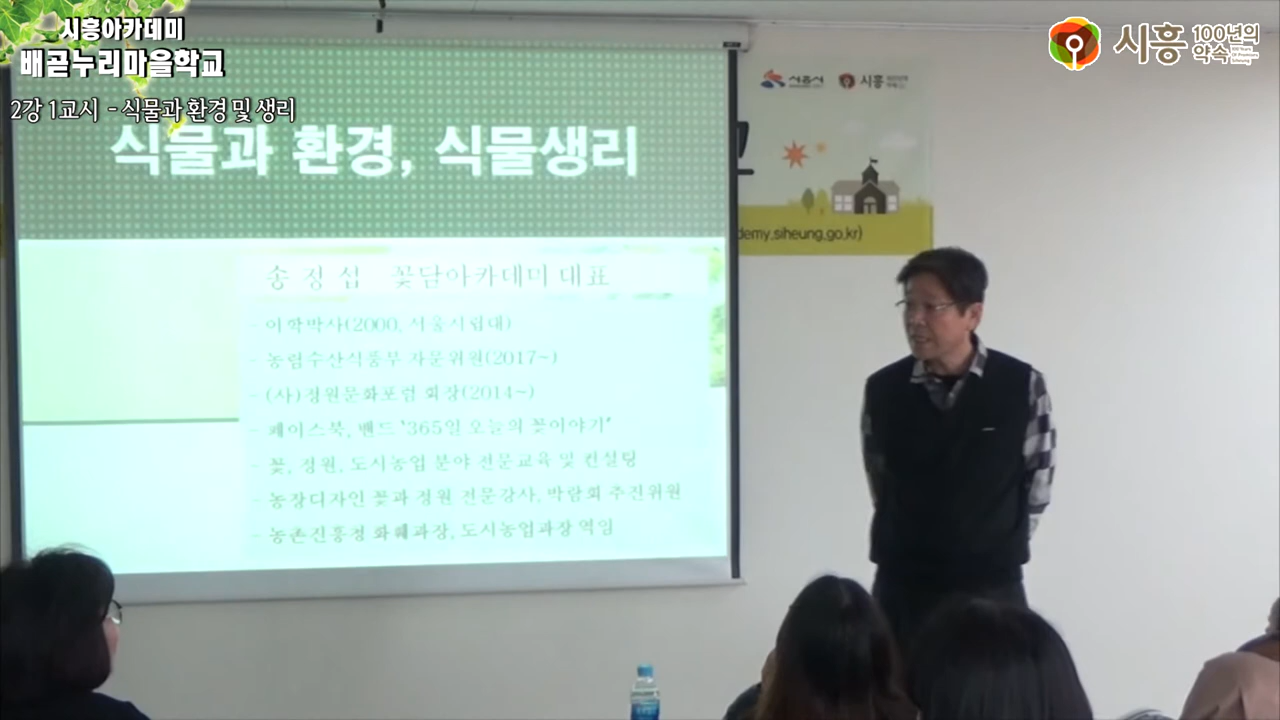 시흥아카데미
배곧누리마을학교
2강 1교시 - 식물과 환경 및 생리
시흥 100년의 약속
시흥시 시흥
식물과 환경, 식물생리
demy.siheung.go.kr)
송 정 섭 꽃담아카데미 대표
- 이학박사(2000, 서울시립대)
- 농림수산식품부 자문위원(2017~)
- (사)정원문화포럼 회장(2014~)
- 페이스북, 밴드 '365일 오늘의 꽃이야기'
- 꽃, 정원, 도시농업 분야 전문교육 및 컨설팅
- 농장디자인 꽃과 정원 전문강사, 박람회 추진위원
- 농촌진흥청 화훼과장, 도시농업과장 역임